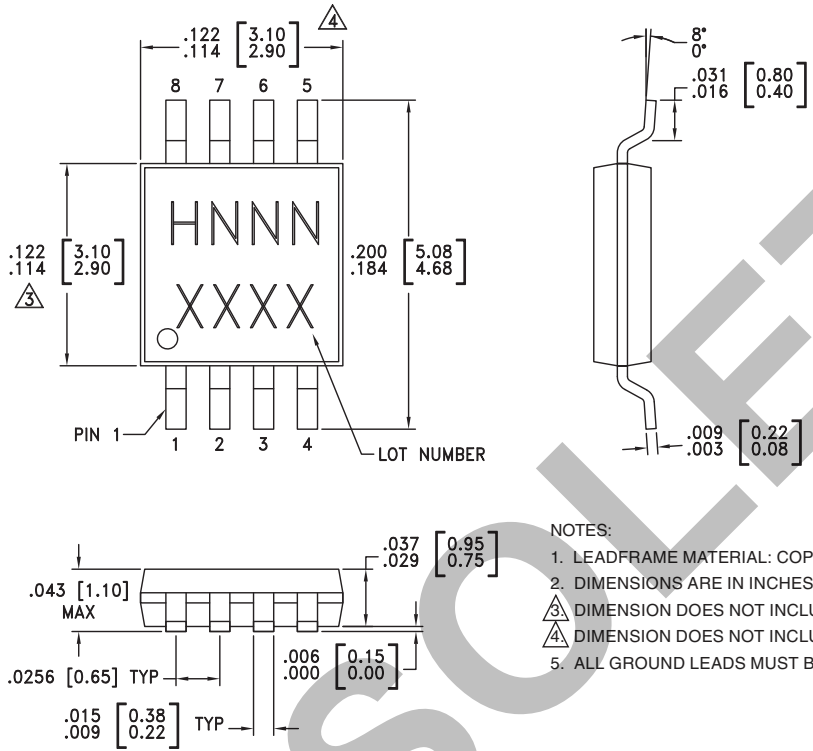 .122 [3.10]
.114 [2.90]
4
8 7 6 5
8°
0°
.031 [0.80]
.016 [0.40]
HNNN
XXXX
.122 [3.10]
.114 [2.90]
3
.200 [5.08]
.184 [4.68]
PIN 1
1 2 3 4
LOT NUMBER
.009 [0.22]
.003 [0.08]
.037 [0.95]
.029 [0.75]
.043 [1.10]
MAX
.0256 [0.65] TYP
.006 [0.15]
.000 [0.00]
.015 [0.38]
.009 [0.22]
TYP
NOTES:
1. LEADFRAME MATERIAL: COP
2. DIMENSIONS ARE IN INCHES
3. DIMENSION DOES NOT INCLU
4. DIMENSION DOES NOT INCLU
5. ALL GROUND LEADS MUST B
SOLET